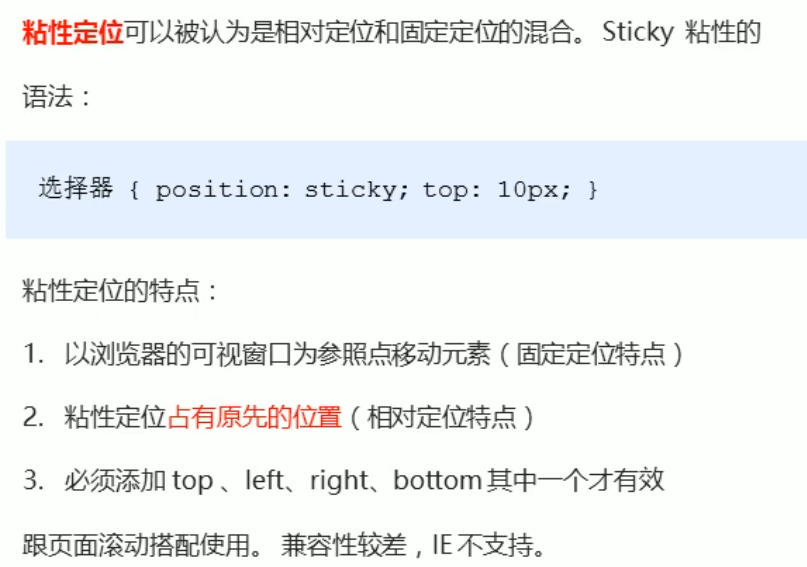 粘性定位可以被认为是相对定位和固定定位的混合。 Sticky 粘性的
语法：
选择器 { position: sticky; top: 10px; }
粘性定位的特点：
1. 以浏览器的可视窗口为参照点移动元素（固定定位特点）
2. 粘性定位占有原先的位置（相对定位特点）
3. 必须添加 top 、left、right、bottom 其中一个才有效
跟页面滚动搭配使用。 兼容性较差，IE 不支持。